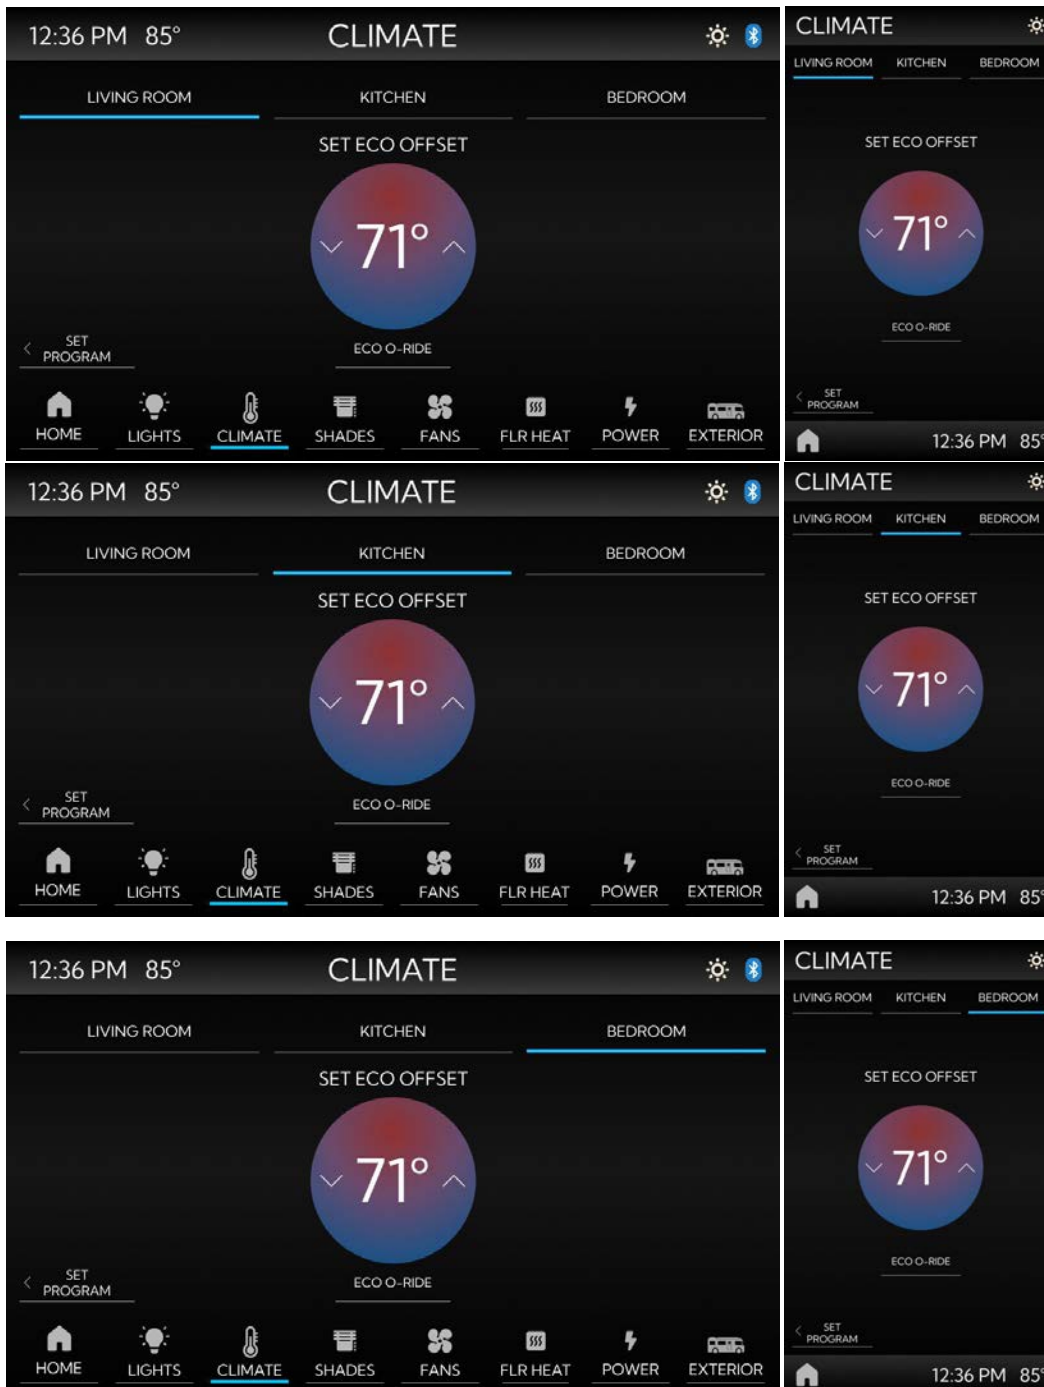 12:36 PM 85° CLIMATE
LIVING ROOM KITCHEN BEDROOM
SET ECO OFFSET
71°
SET
PROGRAM
ECO O-RIDE
HOME LIGHTS CLIMATE SHADES FANS FLR HEAT POWER EXTERIOR
CLIMATE
LIVING ROOM KITCHEN BEDROOM
SET ECO OFFSET
71°
ECO O-RIDE
SET
PROGRAM
12:36 PM 85°
12:36 PM 85° CLIMATE
LIVING ROOM KITCHEN BEDROOM
SET ECO OFFSET
71°
SET
PROGRAM
ECO O-RIDE
HOME LIGHTS CLIMATE SHADES FANS FLR HEAT POWER EXTERIOR
CLIMATE
LIVING ROOM KITCHEN BEDROOM
SET ECO OFFSET
71°
ECO O-RIDE
SET
PROGRAM
12:36 PM 85°
12:36 PM 85° CLIMATE
LIVING ROOM KITCHEN BEDROOM
SET ECO OFFSET
71°
SET
PROGRAM
ECO O-RIDE
HOME LIGHTS CLIMATE SHADES FANS FLR HEAT POWER EXTERIOR
CLIMATE
LIVING ROOM KITCHEN BEDROOM
SET ECO OFFSET
71°
ECO O-RIDE
SET
PROGRAM
12:36 PM 85°